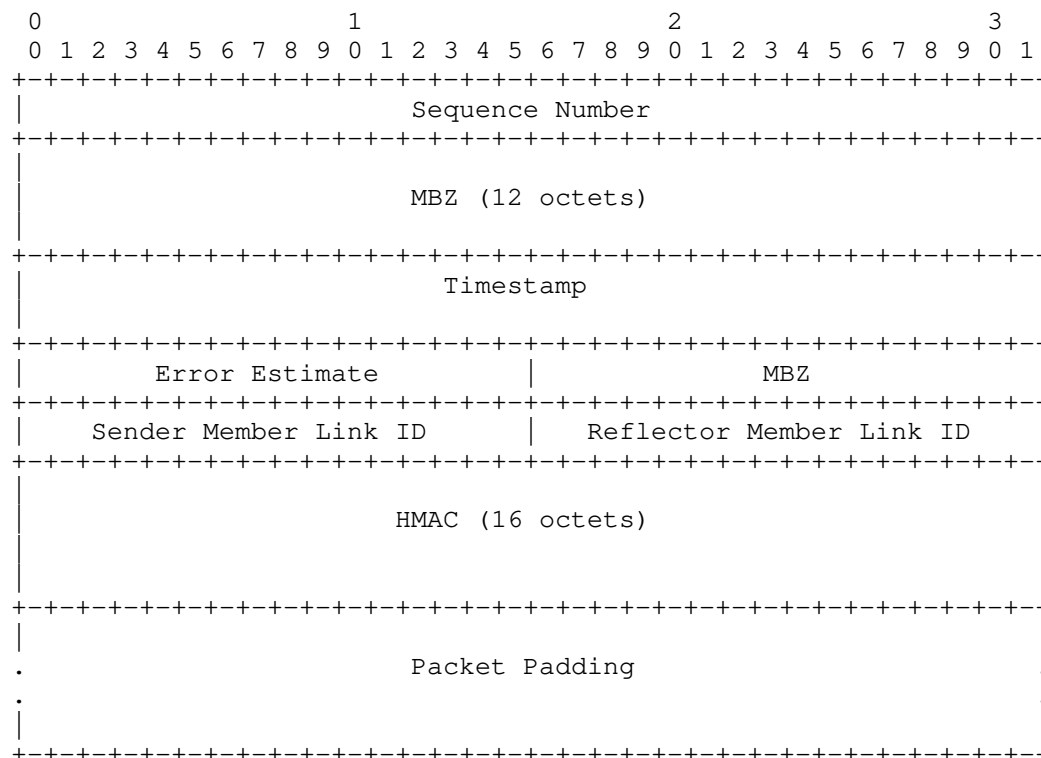 0                   1                   2                   3
 0 1 2 3 4 5 6 7 8 9 0 1 2 3 4 5 6 7 8 9 0 1 2 3 4 5 6 7 8 9 0 1
+-+-+-+-+-+-+-+-+-+-+-+-+-+-+-+-+-+-+-+-+-+-+-+-+-+-+-+-+-+-+-+-
|                        Sequence Number
+-+-+-+-+-+-+-+-+-+-+-+-+-+-+-+-+-+-+-+-+-+-+-+-+-+-+-+-+-+-+-+-
|
|                        MBZ (12 octets)
|
+-+-+-+-+-+-+-+-+-+-+-+-+-+-+-+-+-+-+-+-+-+-+-+-+-+-+-+-+-+-+-+-
|                          Timestamp
|
+-+-+-+-+-+-+-+-+-+-+-+-+-+-+-+-+-+-+-+-+-+-+-+-+-+-+-+-+-+-+-+-
|        Error Estimate         |              MBZ
+-+-+-+-+-+-+-+-+-+-+-+-+-+-+-+-+-+-+-+-+-+-+-+-+-+-+-+-+-+-+-+-
|    Sender Member Link ID      |   Reflector Member Link ID
+-+-+-+-+-+-+-+-+-+-+-+-+-+-+-+-+-+-+-+-+-+-+-+-+-+-+-+-+-+-+-+-
|
|                       HMAC (16 octets)
|
|
+-+-+-+-+-+-+-+-+-+-+-+-+-+-+-+-+-+-+-+-+-+-+-+-+-+-+-+-+-+-+-+-
|
.                        Packet Padding                         .
.                                                               .
|
+-+-+-+-+-+-+-+-+-+-+-+-+-+-+-+-+-+-+-+-+-+-+-+-+-+-+-+-+-+-+-+-